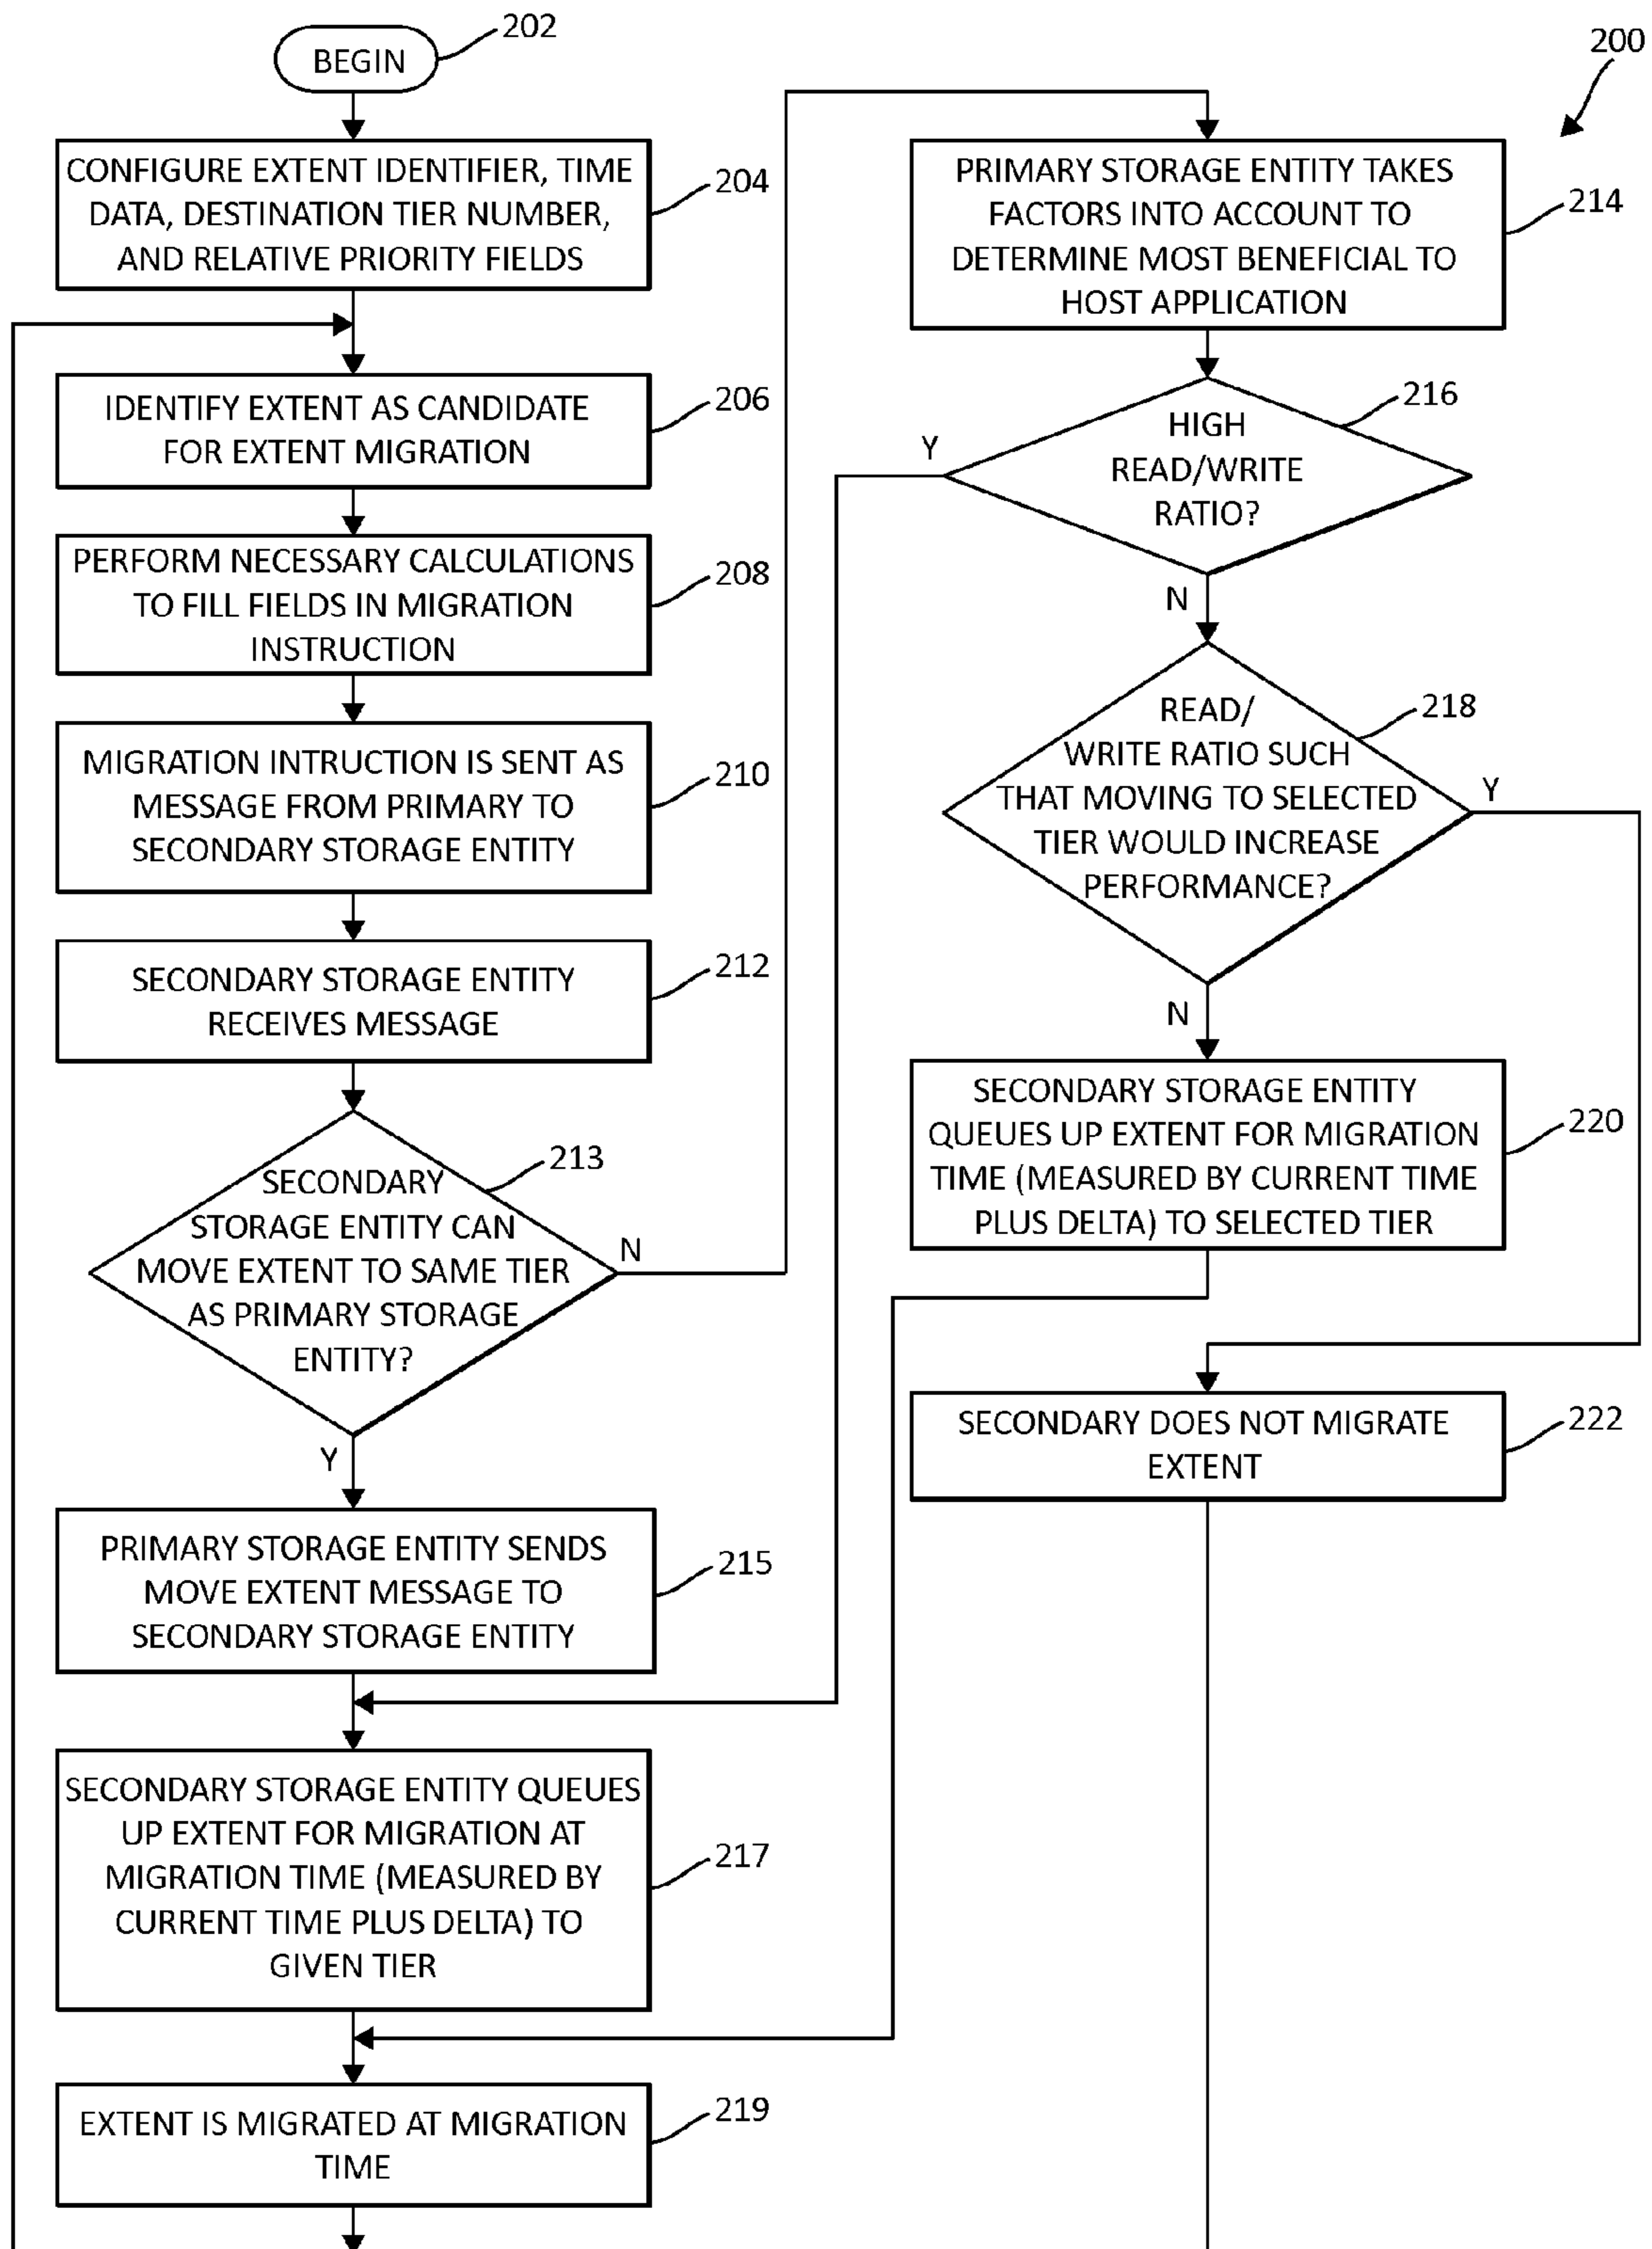 202
BEGIN
200
CONFIGURE EXTENT IDENTIFIER, TIME
DATA, DESTINATION TIER NUMBER,
AND RELATIVE PRIORITY FIELDS
204
IDENTIFY EXTENT AS CANDIDATE
FOR EXTENT MIGRATION
206
PERFORM NECESSARY CALCULATIONS
TO FILL FIELDS IN MIGRATION
INSTRUCTION
208
MIGRATION INTRUCTION IS SENT AS
MESSAGE FROM PRIMARY TO
SECONDARY STORAGE ENTITY
210
SECONDARY STORAGE ENTITY
RECEIVES MESSAGE
212
SECONDARY
STORAGE ENTITY CAN
MOVE EXTENT TO SAME TIER
AS PRIMARY STORAGE
ENTITY?
213
N
Y
PRIMARY STORAGE ENTITY SENDS
MOVE EXTENT MESSAGE TO
SECONDARY STORAGE ENTITY
215
SECONDARY STORAGE ENTITY QUEUES
UP EXTENT FOR MIGRATION AT
MIGRATION TIME (MEASURED BY
CURRENT TIME PLUS DELTA) TO
GIVEN TIER
217
EXTENT IS MIGRATED AT MIGRATION
TIME
219
PRIMARY STORAGE ENTITY TAKES
FACTORS INTO ACCOUNT TO
DETERMINE MOST BENEFICIAL TO
HOST APPLICATION
214
HIGH
READ/WRITE
RATIO?
216
Y
N
READ/
WRITE RATIO SUCH
THAT MOVING TO SELECTED
TIER WOULD INCREASE
PERFORMANCE?
218
Y
N
SECONDARY STORAGE ENTITY
QUEUES UP EXTENT FOR MIGRATION
TIME (MEASURED BY CURRENT TIME
PLUS DELTA) TO SELECTED TIER
220
SECONDARY DOES NOT MIGRATE
EXTENT
222